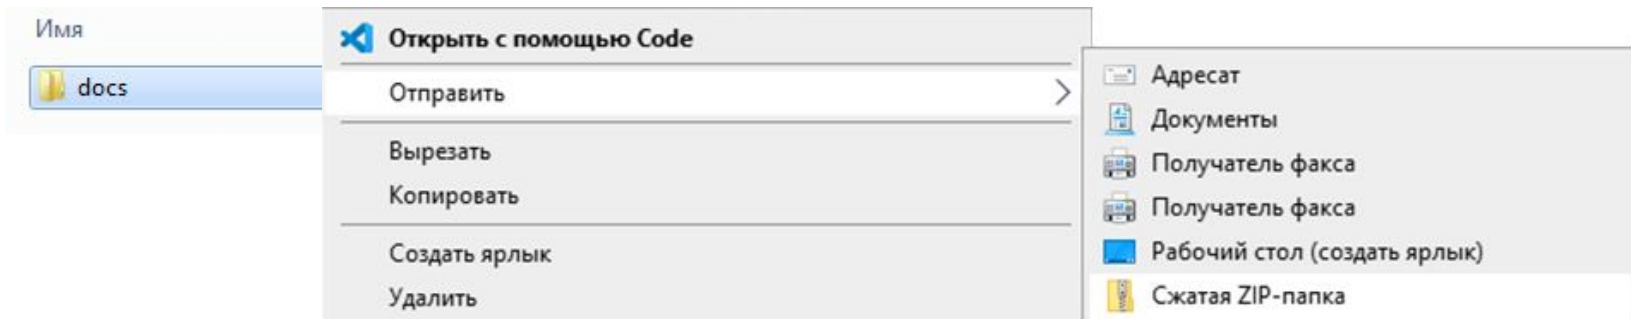 Имя
docs
Открыть с помощью Code
Отправить
Вырезать
Копировать
Создать ярлык
Удалить
Адресат
Документы
Получатель факса
Получатель факса
Рабочий стол (создать ярлык)
Сжатая ZIP-папка